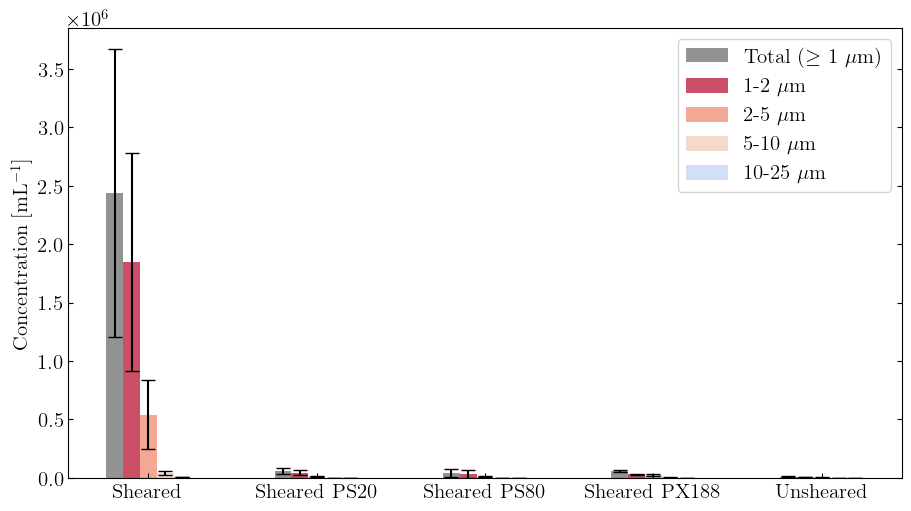 ×10⁶
3.5
3.0
2.5
2.0
1.5
1.0
0.5
0.0
Concentration [mL⁻¹]
Total (≥ 1 μm)
1-2 μm
2-5 μm
5-10 μm
10-25 μm
Sheared Sheared PS20 Sheared PS80 Sheared PX188 Unsheared